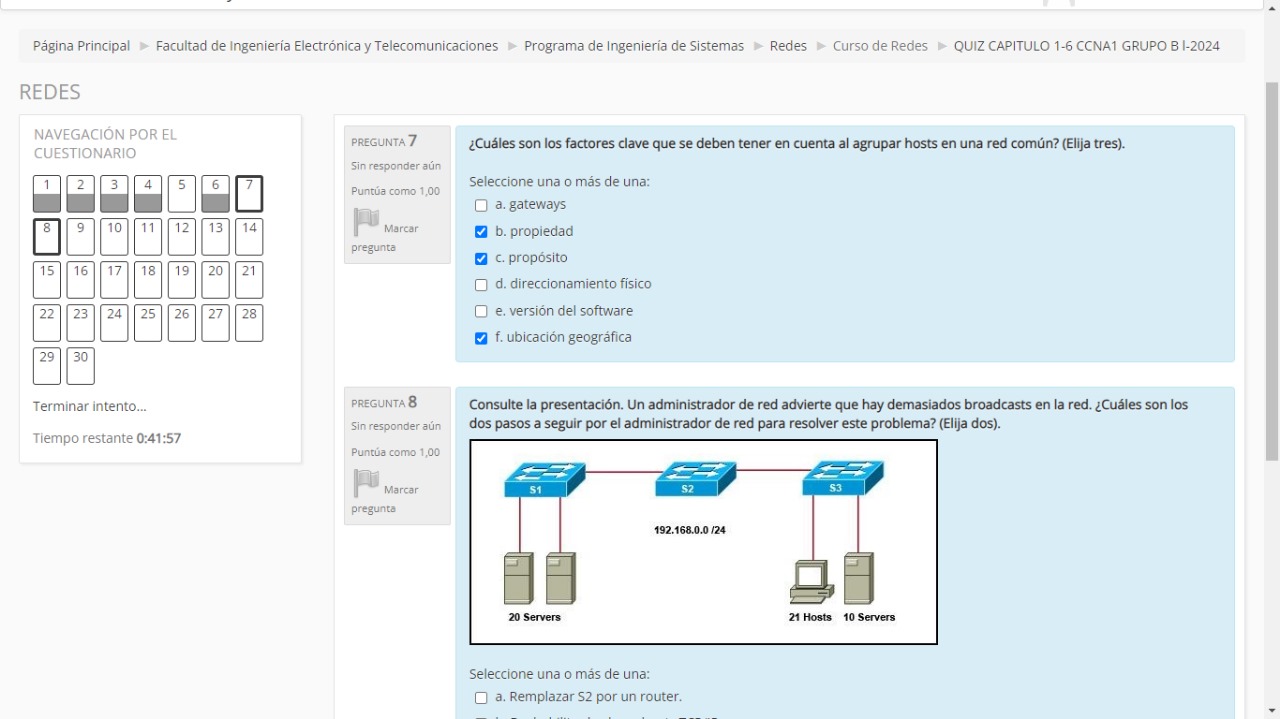 Página Principal ▶ Facultad de Ingeniería Electrónica y Telecomunicaciones ▶ Programa de Ingeniería de Sistemas ▶ Redes ▶ Curso de Redes ▶ QUIZ CAPITULO 1-6 CCNA1 GRUPO B l-2024
REDES
NAVEGACIÓN POR EL
CUESTIONARIO
1 2 3 4 5 6 7
8 9 10 11 12 13 14
15 16 17 18 19 20 21
22 23 24 25 26 27 28
29 30
Terminar intento...
Tiempo restante 0:41:57
PREGUNTA 7
Sin responder aún
Puntúa como 1,00
Marcar
pregunta
¿Cuáles son los factores clave que se deben tener en cuenta al agrupar hosts en una red común? (Elija tres).
Seleccione una o más de una:
a. gateways
b. propiedad
c. propósito
d. direccionamiento físico
e. versión del software
f. ubicación geográfica
PREGUNTA 8
Sin responder aún
Puntúa como 1,00
Marcar
pregunta
Consulte la presentación. Un administrador de red advierte que hay demasiados broadcasts en la red. ¿Cuáles son los
dos pasos a seguir por el administrador de red para resolver este problema? (Elija dos).
S1 S2 S3
192.168.0.0 /24
20 Servers 21 Hosts 10 Servers
Seleccione una o más de una:
a. Remplazar S2 por un router.